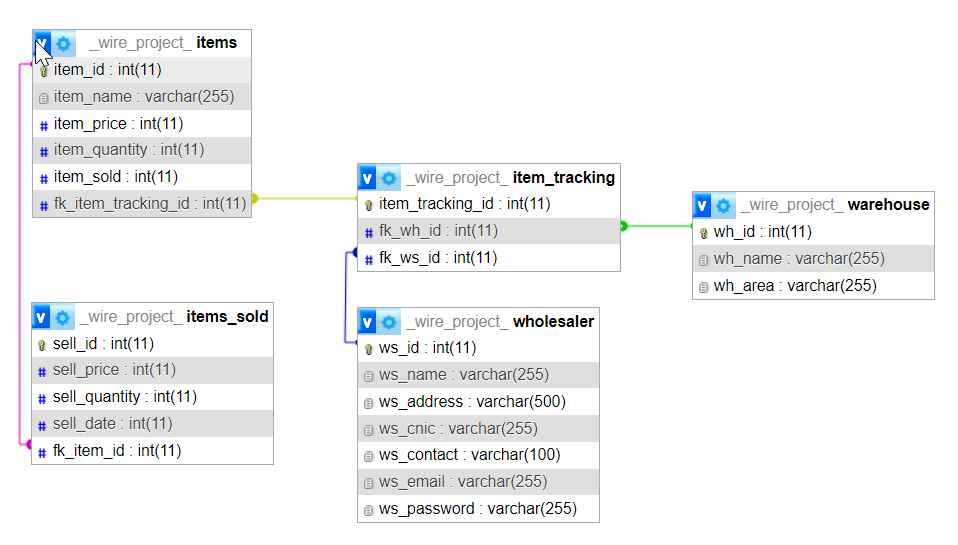 v _wire_project_ items
item_id : int(11)
item_name : varchar(255)
# item_price : int(11)
# item_quantity : int(11)
# item_sold : int(11)
# fk_item_tracking_id : int(11)
v _wire_project_ item_tracking
item_tracking_id : int(11)
# fk_wh_id : int(11)
# fk_ws_id : int(11)
v _wire_project_ warehouse
wh_id : int(11)
wh_name : varchar(255)
wh_area : varchar(255)
v _wire_project_ items_sold
sell_id : int(11)
# sell_price : int(11)
# sell_quantity : int(11)
# sell_date : int(11)
# fk_item_id : int(11)
v _wire_project_ wholesaler
ws_id : int(11)
ws_name : varchar(255)
ws_address : varchar(500)
ws_cnic : varchar(255)
ws_contact : varchar(100)
ws_email : varchar(255)
ws_password : varchar(255)